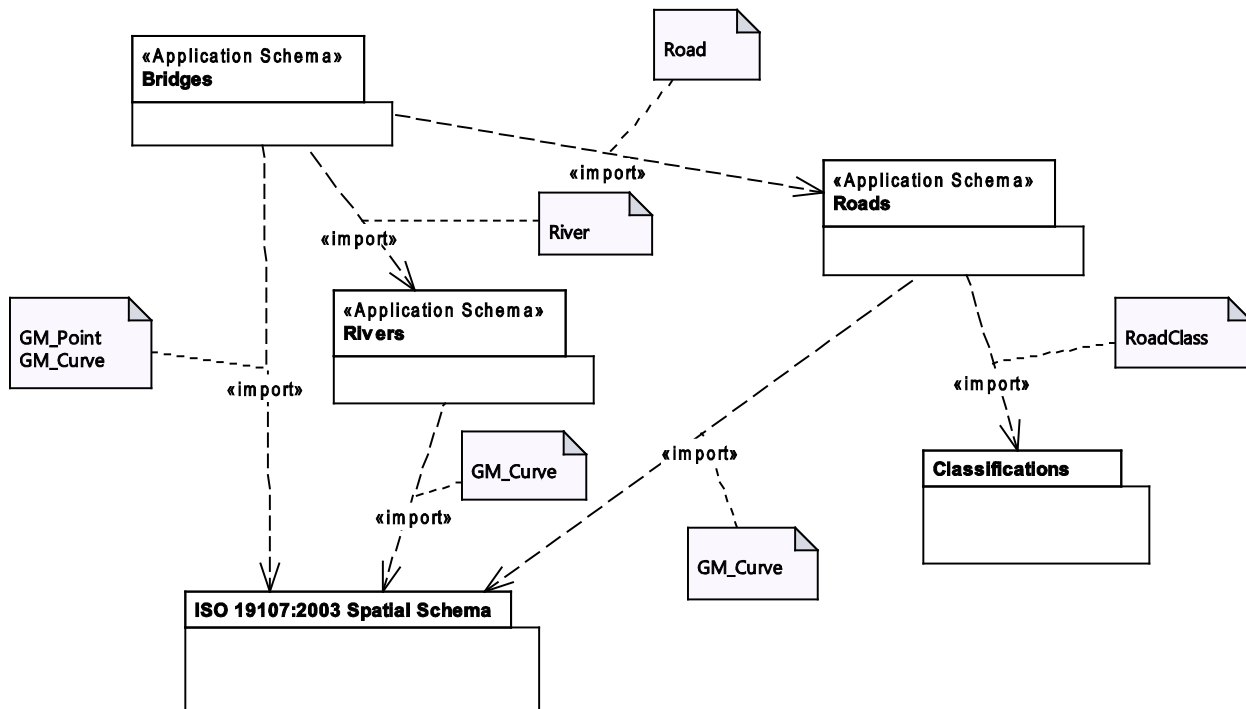 Road
«Application Schema»
Bridges
«import»
«Application Schema»
Roads
River
«import»
«Application Schema»
Rivers
GM_Point
GM_Curve
RoadClass
«import»
«import»
«import»
Classifications
GM_Curve
«import»
GM_Curve
ISO 19107:2003 Spatial Schema